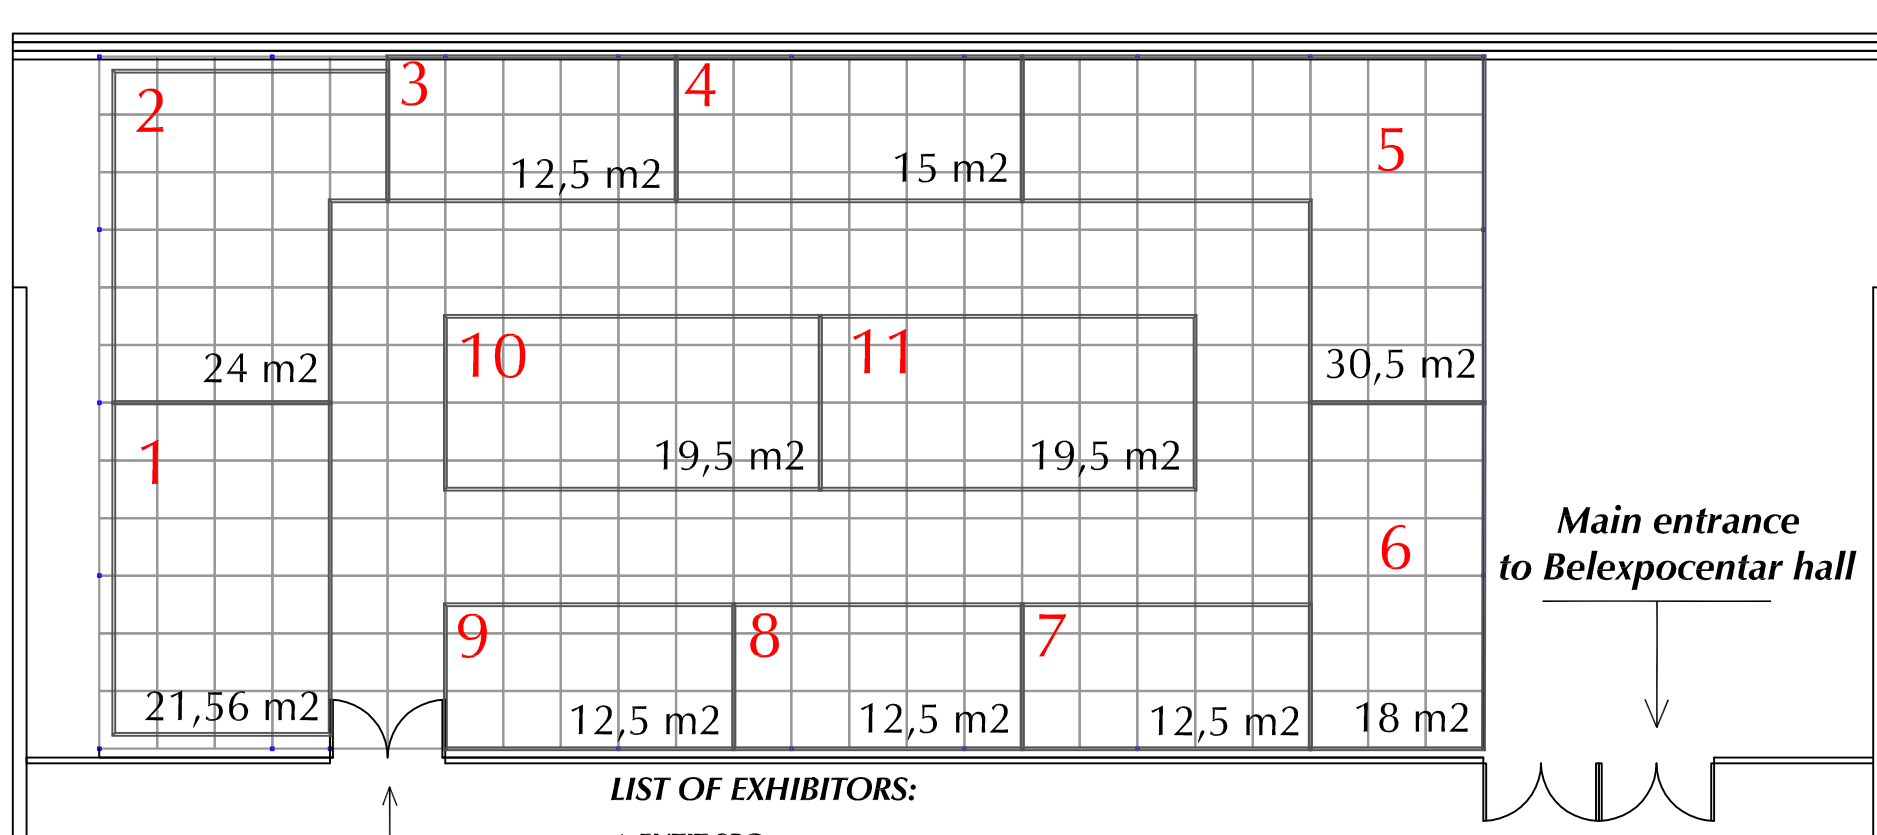 2
3
4
5
12,5 m2
15 m2
10
11
24 m2
30,5 m2
1
19,5 m2
19,5 m2
6
Main entrance
to Belexpocentar hall
9
8
7
21,56 m2
12,5 m2
12,5 m2
12,5 m2
18 m2
LIST OF EXHIBITORS: